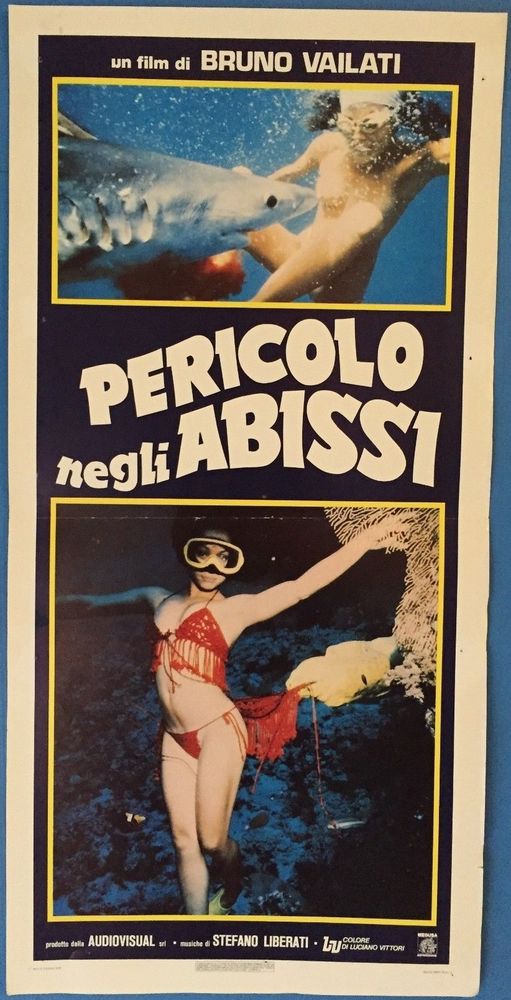 un film di BRUNO VAILATI
PERICOLO
negli ABISSI
prodotto dalla AUDIOVISUAL srl • musiche di STEFANO LIBERATI • LV COLORE
DI LUCIANO VITTORI
MEDUSA